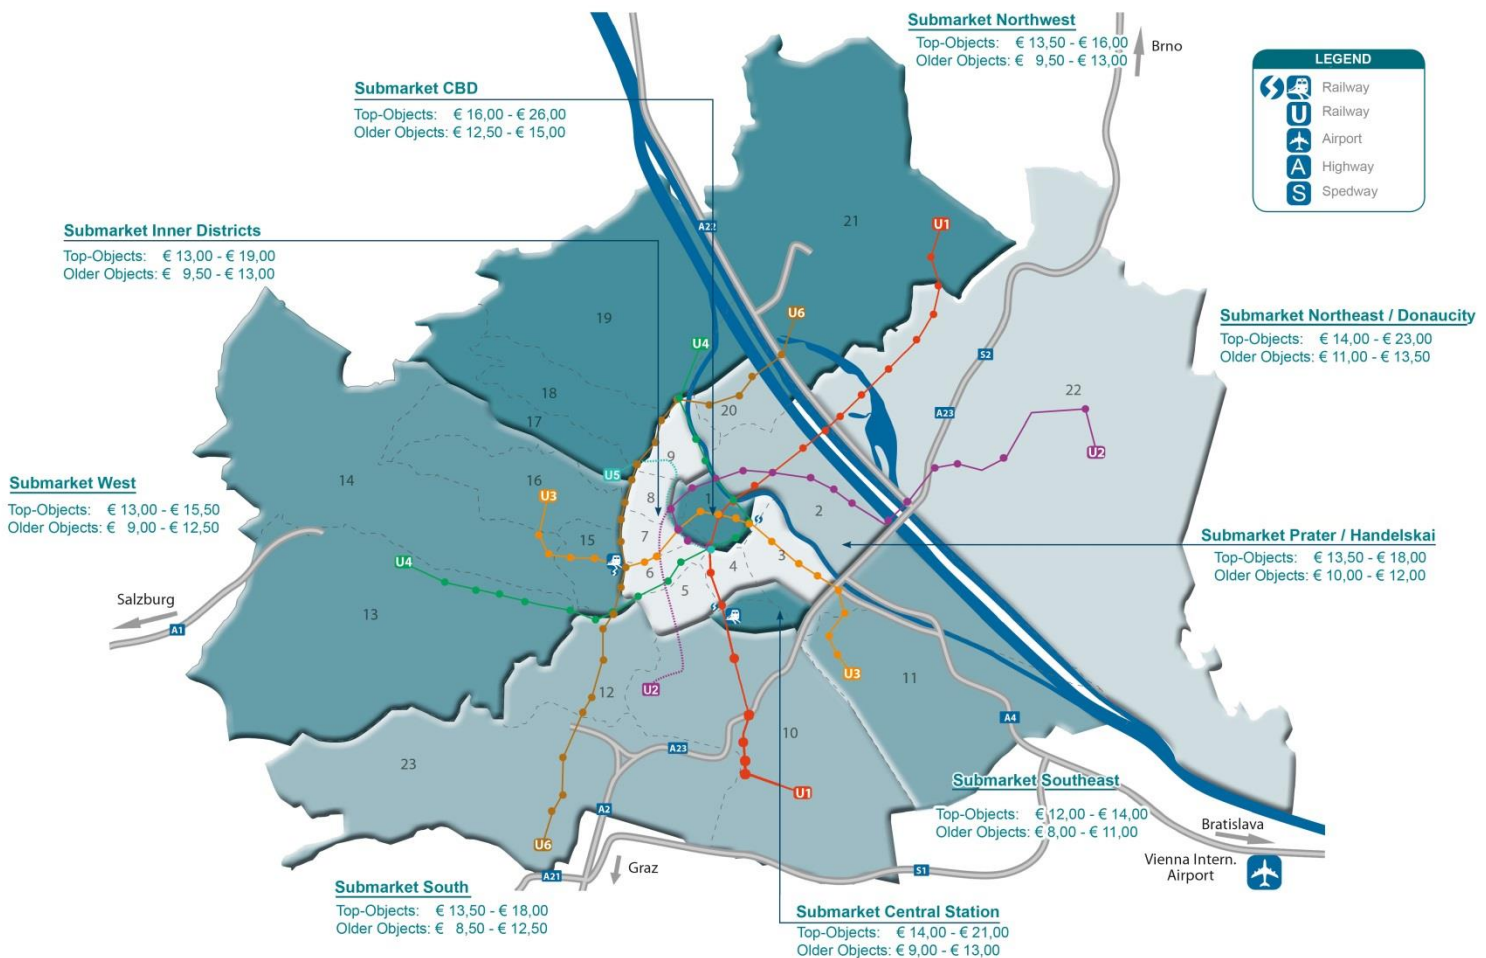 Submarket Northwest
Top-Objects: € 13,50 - € 16,00
Older Objects: € 9,50 - € 13,00
Brno
LEGEND
Railway
U Railway
Airport
A Highway
S Spedway
Submarket CBD
Top-Objects: € 16,00 - € 26,00
Older Objects: € 12,50 - € 15,00
Submarket Inner Districts
Top-Objects: € 13,00 - € 19,00
Older Objects: € 9,50 - € 13,00
Submarket Northeast / Donaucity
Top-Objects: € 14,00 - € 23,00
Older Objects: € 11,00 - € 13,50
Submarket West
Top-Objects: € 13,00 - € 15,50
Older Objects: € 9,00 - € 12,50
Submarket Prater / Handelskai
Top-Objects: € 13,50 - € 18,00
Older Objects: € 10,00 - € 12,00
A22
21
U1
19
U6
U4
S2
18
22
17
20
A23
U2
14
9
U5
16
8
U3
1
2
7
15
3
U4
6
4
5
Salzburg
A1
13
U3
11
12
U2
A4
10
A23
23
U1
A2
U6
A21
Graz
S1
Submarket Southeast
Top-Objects: € 12,00 - € 14,00
Older Objects: € 8,00 - € 11,00
Bratislava
Vienna Intern.
Airport
Submarket South
Top-Objects: € 13,50 - € 18,00
Older Objects: € 8,50 - € 12,50
Submarket Central Station
Top-Objects: € 14,00 - € 21,00
Older Objects: € 9,00 - € 13,00